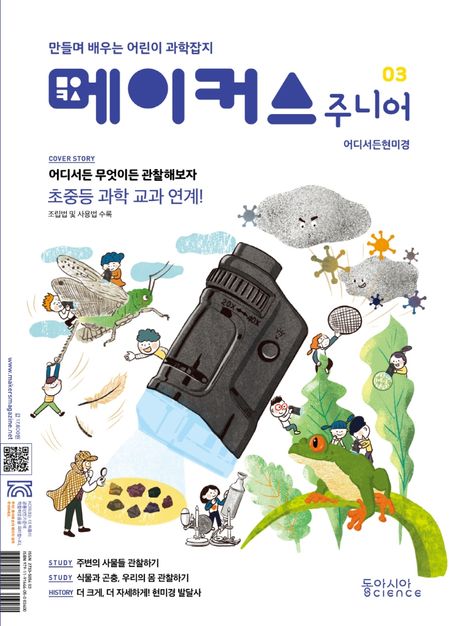 만들며 배우는 어린이 과학잡지
메이커스 주니어
03
어디서든현미경
COVER STORY
어디서든 무엇이든 관찰해보자
초중등 과학 교과 연계!
조립법 및 사용법 수록
20X 40X
www.makersmagazine.net
STUDY 주변의 사물들 관찰하기
STUDY 식물과 곤충, 우리의 몸 관찰하기
HISTORY 더 크게, 더 자세하게! 현미경 발달사
동아시아
SCIENCE